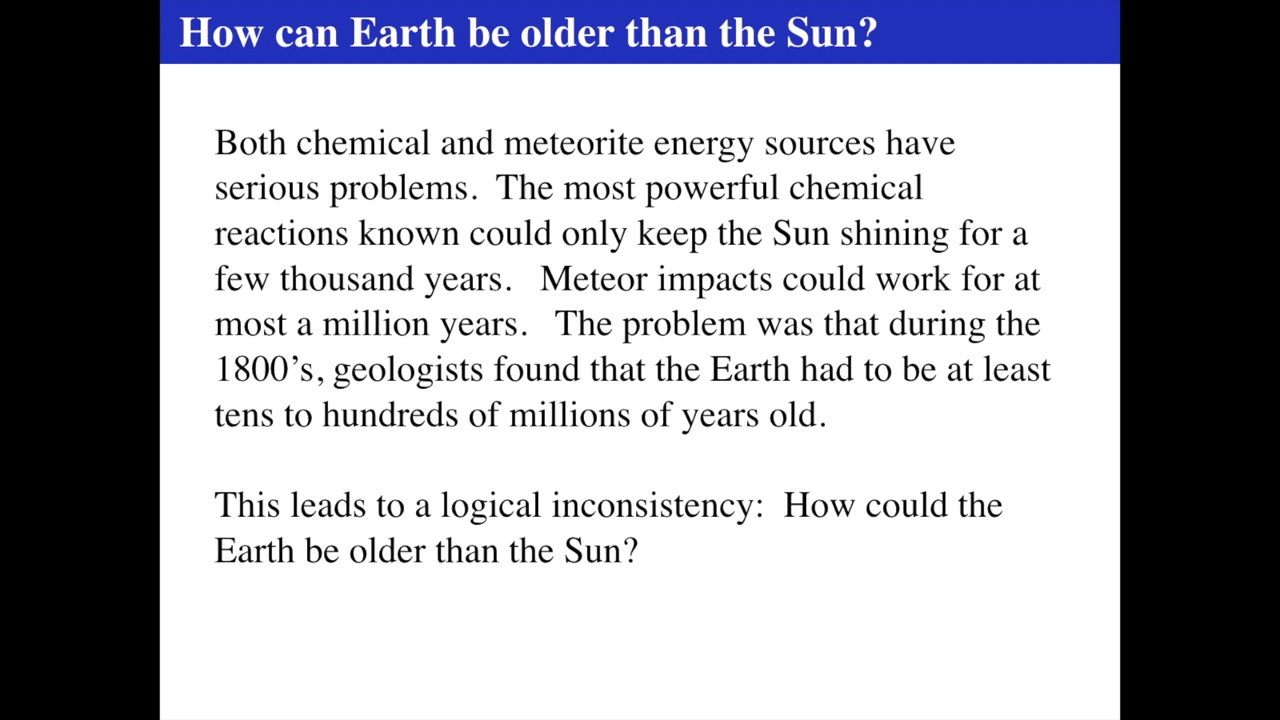 How can Earth be older than the Sun?
Both chemical and meteorite energy sources have
serious problems.  The most powerful chemical
reactions known could only keep the Sun shining for a
few thousand years.   Meteor impacts could work for at
most a million years.   The problem was that during the
1800’s, geologists found that the Earth had to be at least
tens to hundreds of millions of years old.
This leads to a logical inconsistency:  How could the
Earth be older than the Sun?